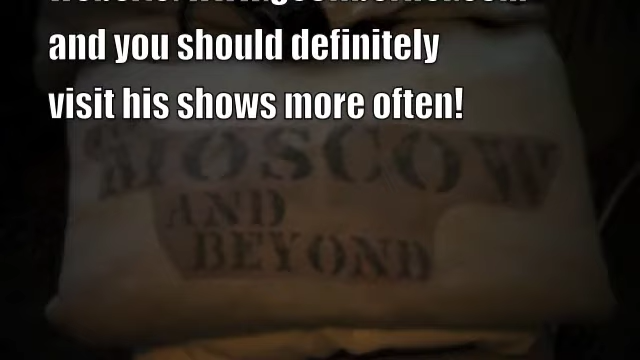 and you should definitely
visit his shows more often!
MOSCOW
AND
BEYOND